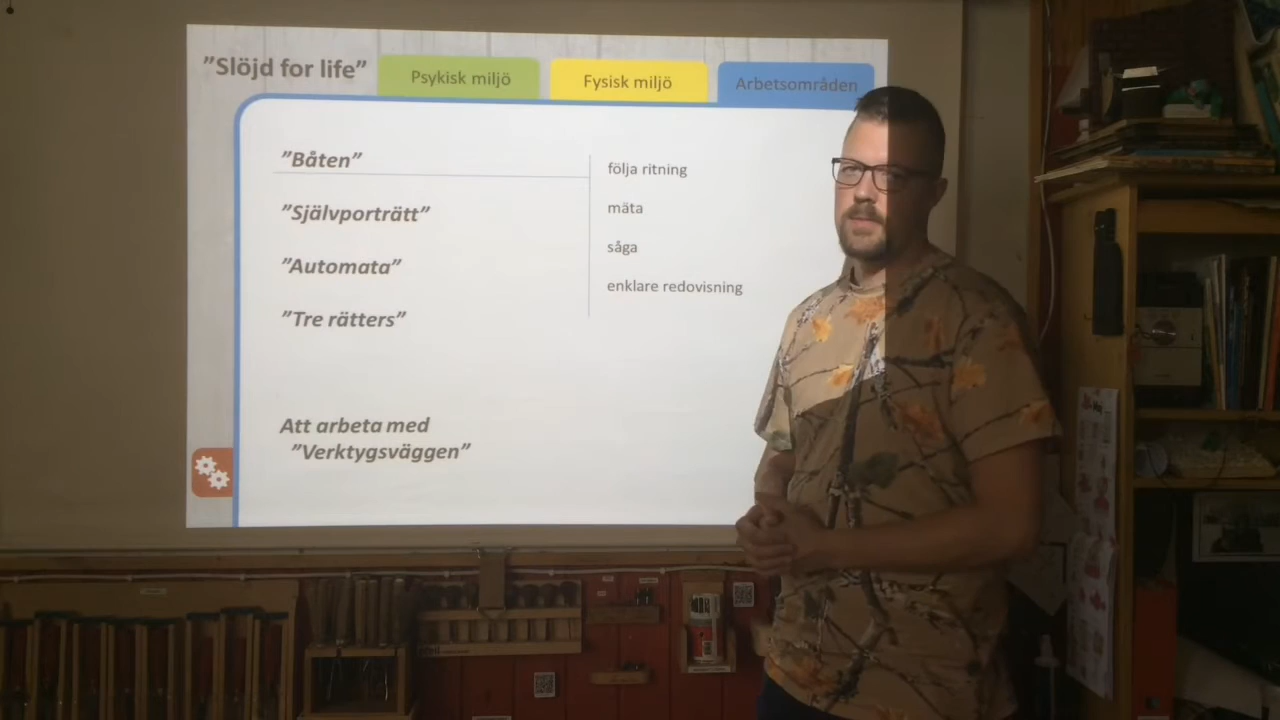 ”Slöjd for life”
Psykisk miljö
Fysisk miljö
Arbetsområden
”Båten”
”Självporträtt”
”Automata”
”Tre rätters”
Att arbeta med
”Verktygsväggen”
följa ritning
mäta
såga
enklare redovisning